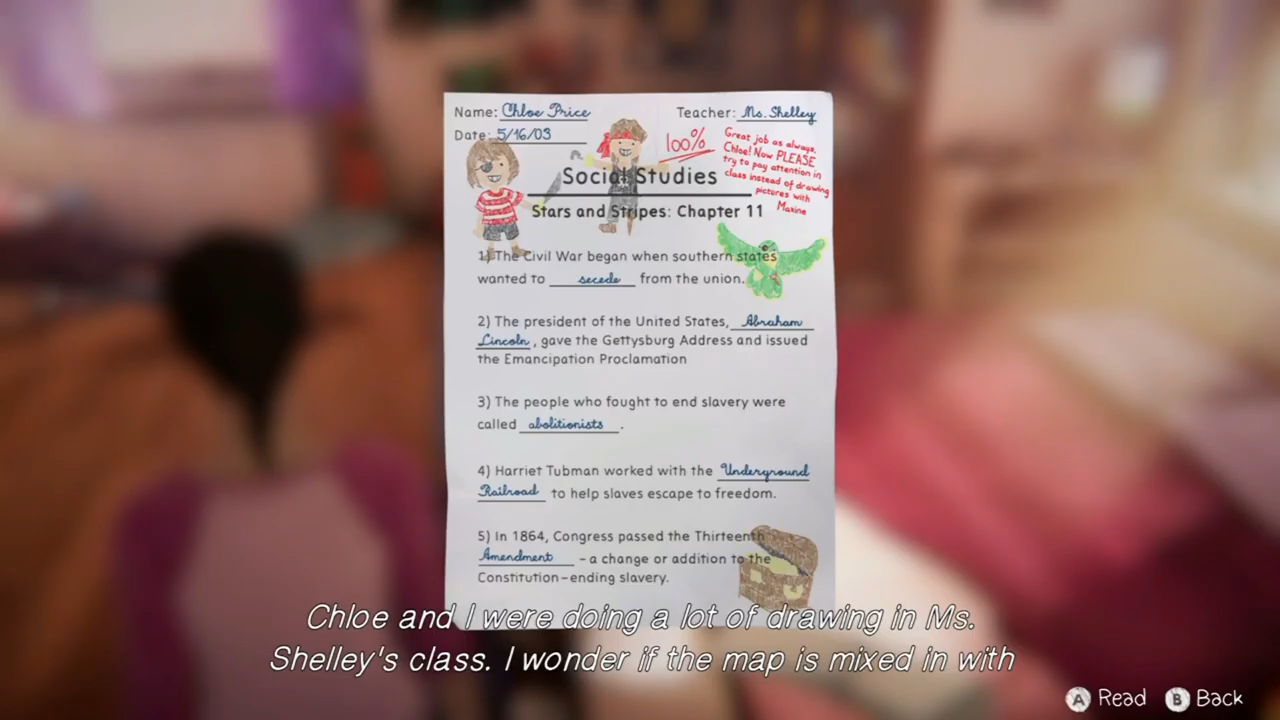 Name: Chloe Price
Teacher: Ms. Shelley
Date: 5/16/03
100%
Great job as always,
Chloe! Now PLEASE
try to pay attention in
class instead of drawing
pictures with
Maxine
Social Studies
Stars and Stripes: Chapter 11
1) The Civil War began when southern states
wanted to secede from the union.
2) The president of the United States, Abraham
Lincoln, gave the Gettysburg Address and issued
the Emancipation Proclamation
3) The people who fought to end slavery were
called abolitionists.
4) Harriet Tubman worked with the Underground
Railroad to help slaves escape to freedom.
5) In 1864, Congress passed the Thirteenth
Amendment - a change or addition to the
Constitution-ending slavery.
Chloe and I were doing a lot of drawing in Ms.
Shelley's class. I wonder if the map is mixed in with
A Read B Back